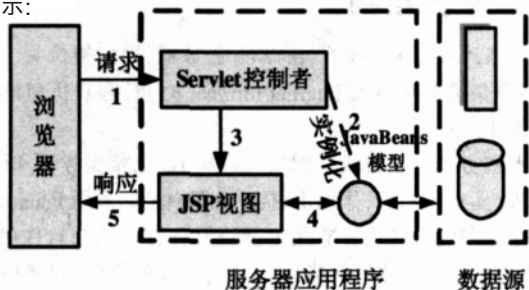 示:
请求
1
Servlet控制者
浏
览
器
2
实例化
JavaBeans
模型
3
响应
5
JSP视图
4
服务器应用程序
数据源